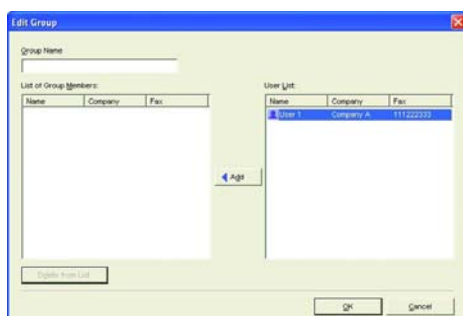 Edit Group
Group Name
List of Group Members:
Name Company Fax
User List:
Name Company Fax
User 1 Company A 111222333
Add
Delete from List
OK Cancel